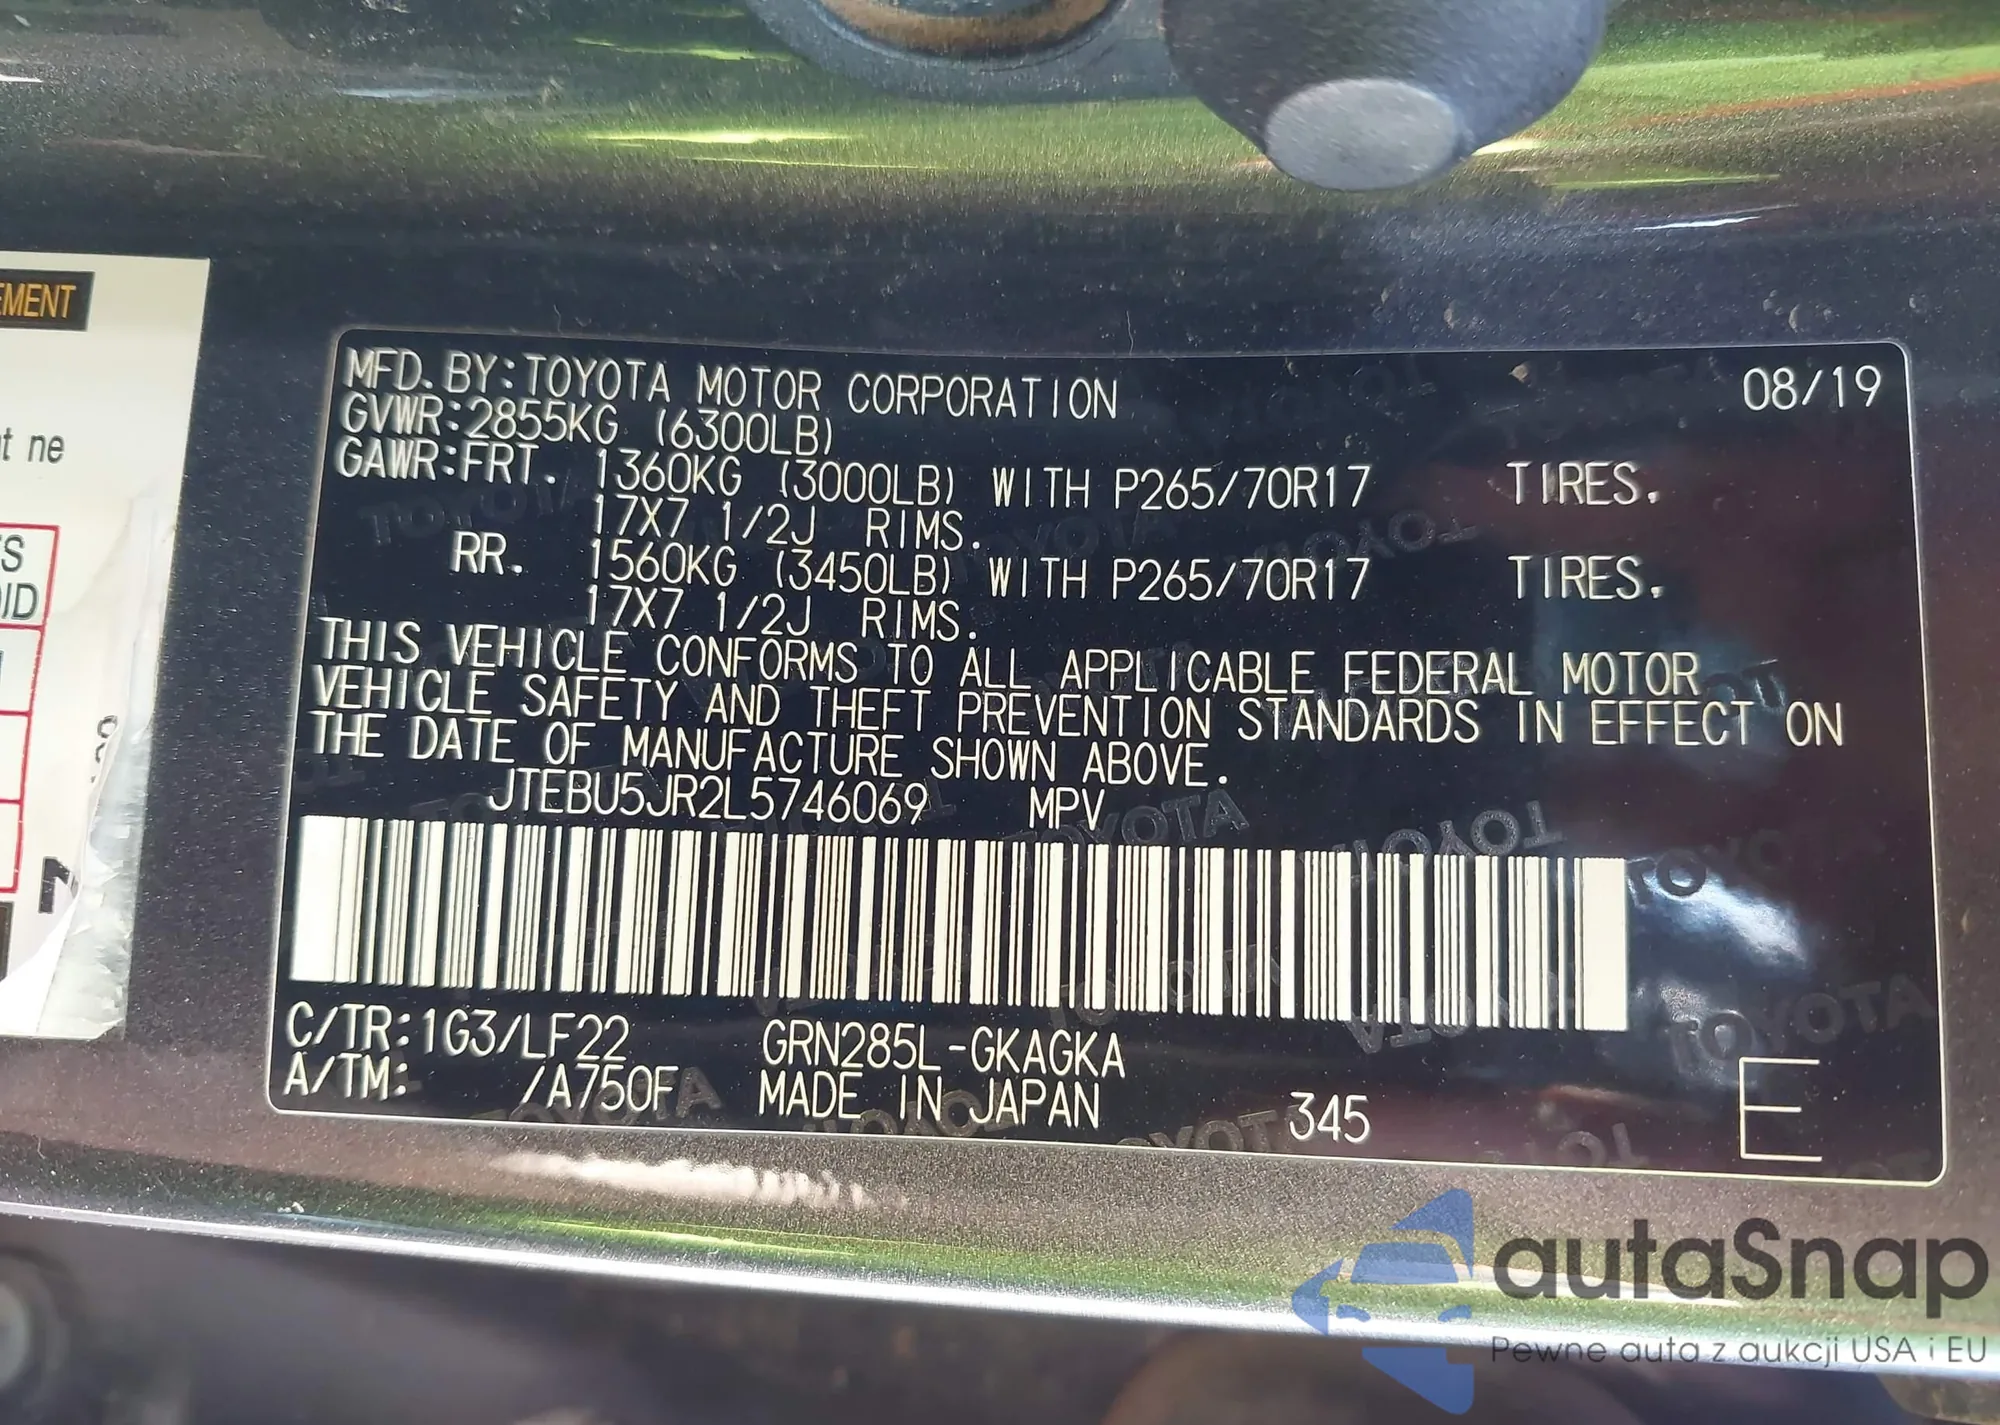 EMENT
t ne
S
ID
MFD. BY: TOYOTA MOTOR CORPORATION 08/19
GVWR: 2855KG (6300LB)
GAWR: FRT. 1360KG (3000LB) WITH P265/70R17 TIRES.
17X7 1/2J RIMS.
RR. 1560KG (3450LB) WITH P265/70R17 TIRES.
17X7 1/2J RIMS.
THIS VEHICLE CONFORMS TO ALL APPLICABLE FEDERAL MOTOR
VEHICLE SAFETY AND THEFT PREVENTION STANDARDS IN EFFECT ON
THE DATE OF MANUFACTURE SHOWN ABOVE.
JTEBU5JR2L5746069 MPV
C/TR: 1G3/LF22 GRN285L-GKAGKA
A/TM: /A750F MADE IN JAPAN 345 E
autaSnap
Pewne auta z aukcji USA i EU